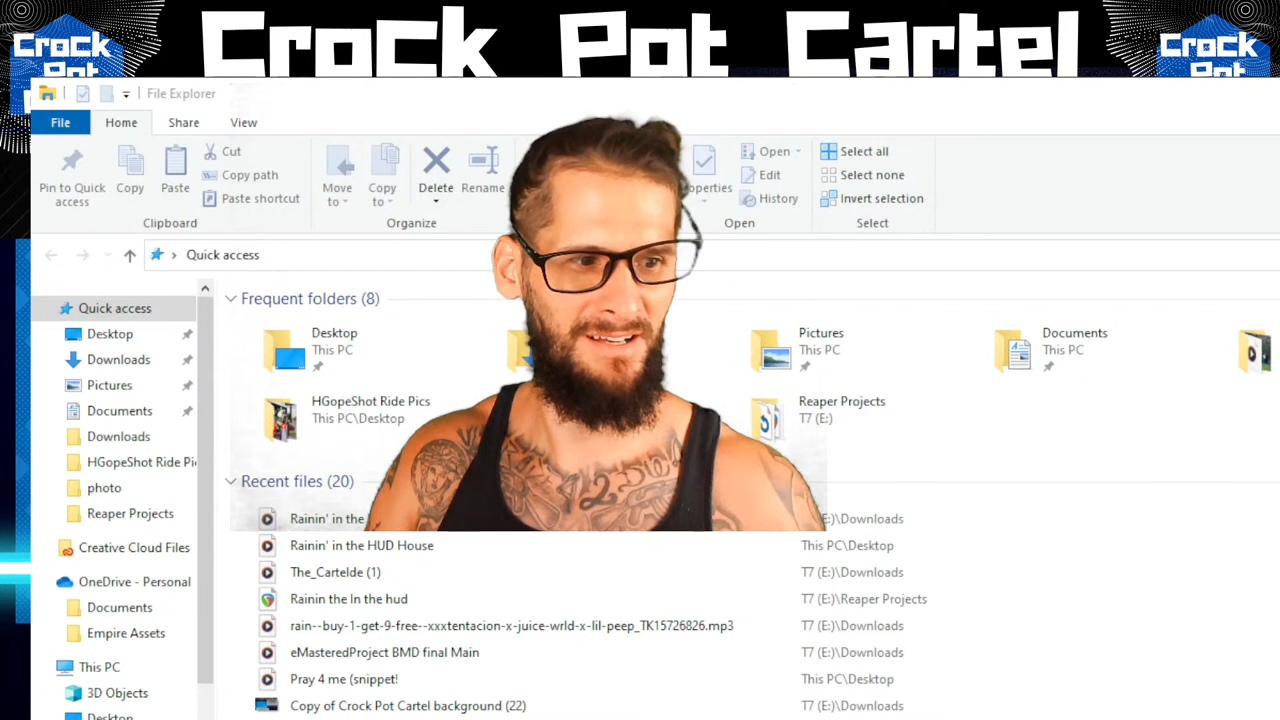 Crock Pot Cartel
Crock
Pot
Crock
Pot
File Explorer
File Home Share View
Pin to Quick access
Copy
Paste
Cut
Copy path
Paste shortcut
Clipboard
Move to
Copy to
Delete
Rename
Organize
Open
Edit
History
Open
Select all
Select none
Invert selection
Select
Quick access
Quick access
Desktop
Downloads
Pictures
Documents
Downloads
HGopeShot Ride Pi
photo
Reaper Projects
Creative Cloud Files
OneDrive - Personal
Documents
Empire Assets
This PC
3D Objects
Desktop
Frequent folders (8)
Desktop
This PC
Pictures
This PC
Documents
This PC
HGopeShot Ride Pics
This PC\Desktop
Reaper Projects
T7 (E:)
Recent files (20)
Rainin' in the
E:)\Downloads
Rainin' in the HUD House
This PC\Desktop
The_Cartelde (1)
T7 (E:)\Downloads
Rainin the In the hud
T7 (E:)\Reaper Projects
rain--buy-1-get-9-free--xxxtentacion-x-juice-wrld-x-lil-peep_TK15726826.mp3
T7 (E:)\Downloads
eMasteredProject BMD final Main
T7 (E:)\Downloads
Pray 4 me (snippet!
This PC\Desktop
Copy of Crock Pot Cartel background (22)
T7 (E:)\Downloads